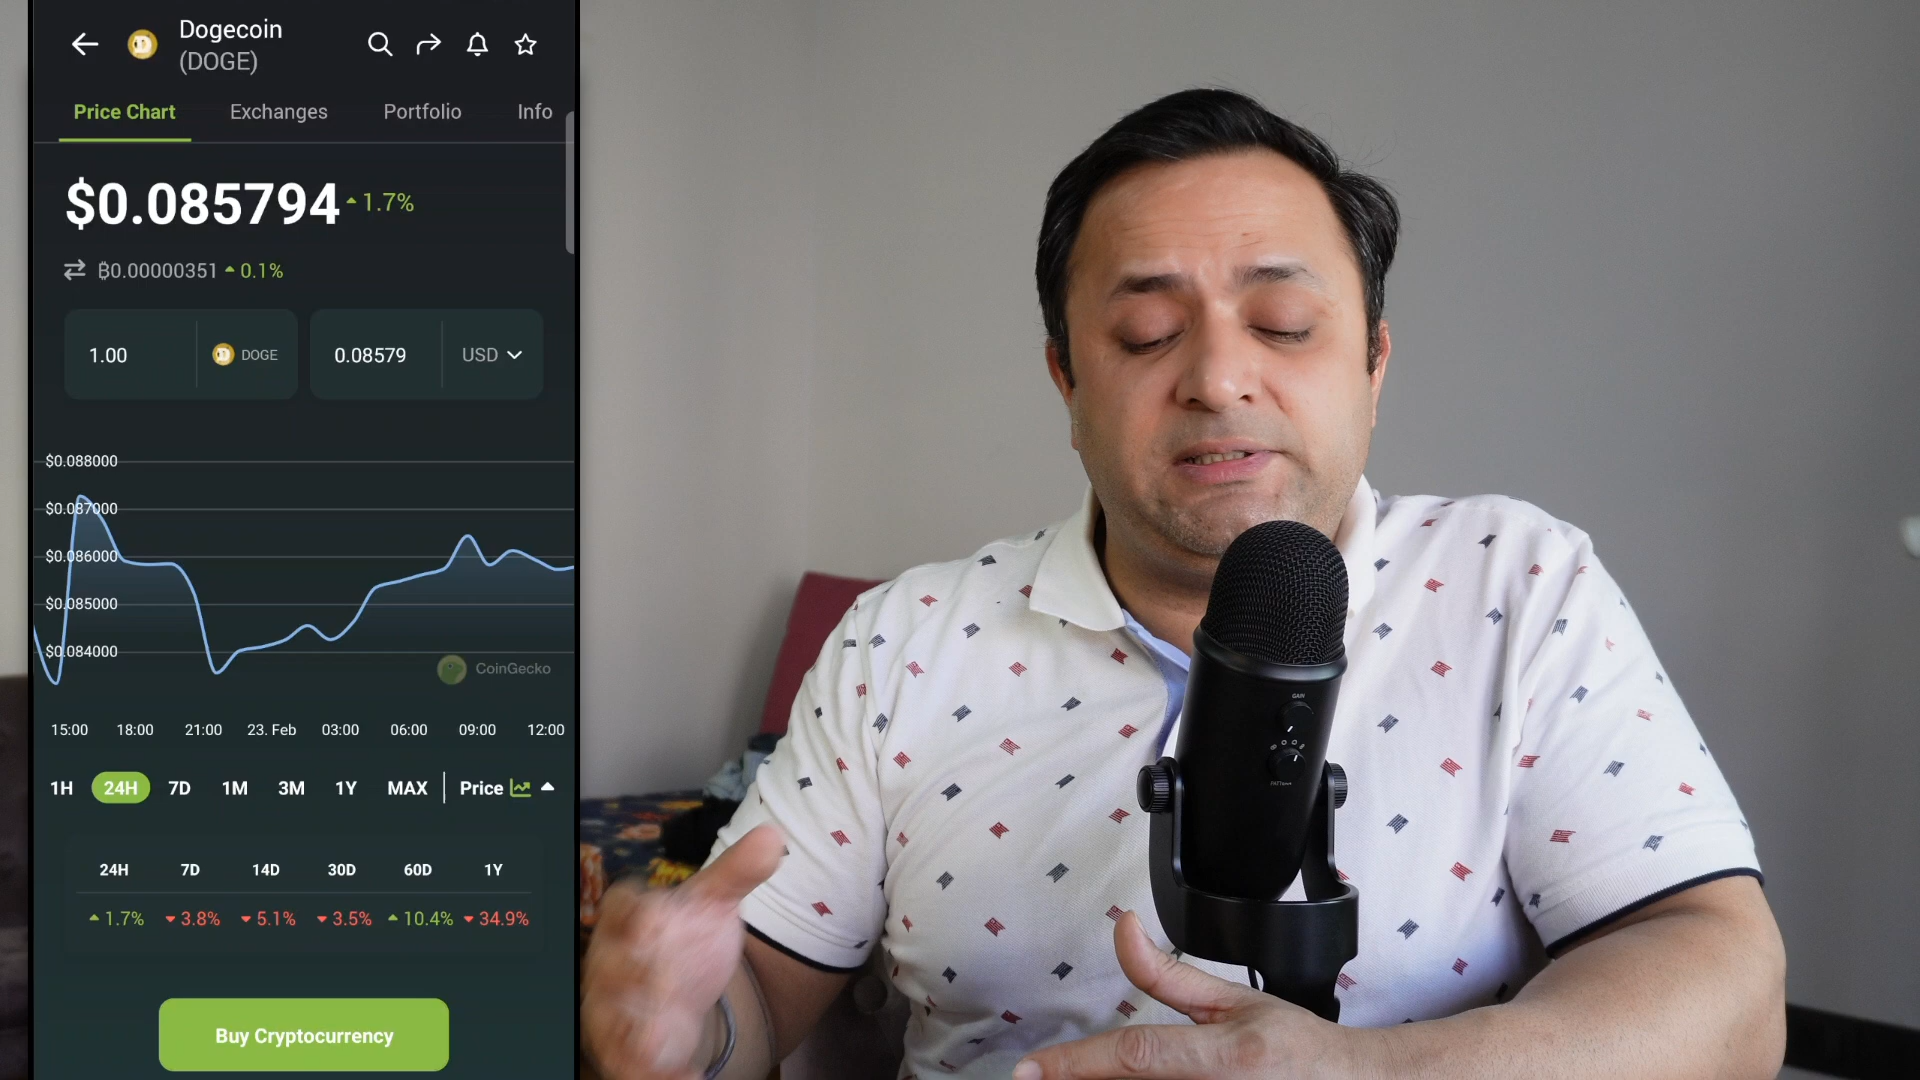 Dogecoin
(DOGE)
Price Chart Exchanges Portfolio Info
$0.085794 1.7%
₿0.00000351 0.1%
1.00 DOGE 0.08579 USD
$0.088000
$0.087000
$0.086000
$0.085000
$0.084000
CoinGecko
15:00 18:00 21:00 23. Feb 03:00 06:00 09:00 12:00
1H 24H 7D 1M 3M 1Y MAX Price
24H 7D 14D 30D 60D 1Y
1.7% 3.8% 5.1% 3.5% 10.4% 34.9%
Buy Cryptocurrency
GAIN
PATTERN